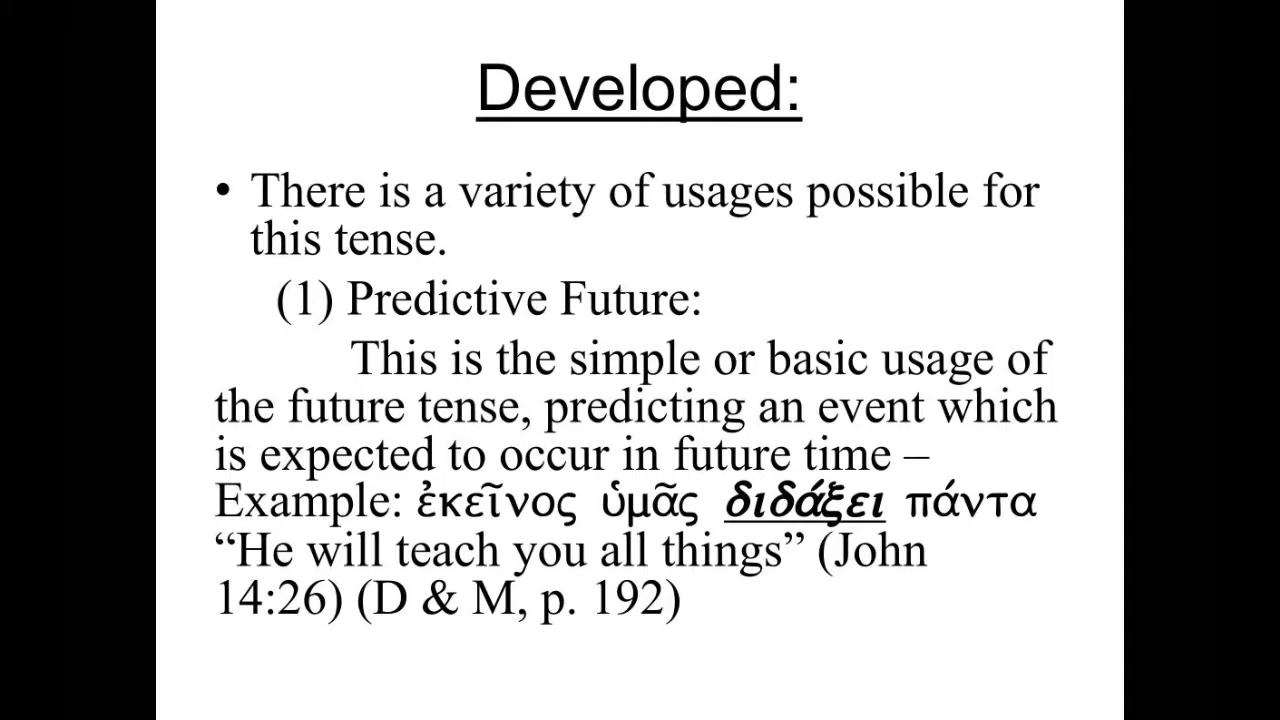 Developed:
• There is a variety of usages possible for
this tense.
(1) Predictive Future:
This is the simple or basic usage of
the future tense, predicting an event which
is expected to occur in future time –
Example: ἐκεῖνος ὑμᾶς διδάξει πάντα
“He will teach you all things” (John
14:26) (D & M, p. 192)